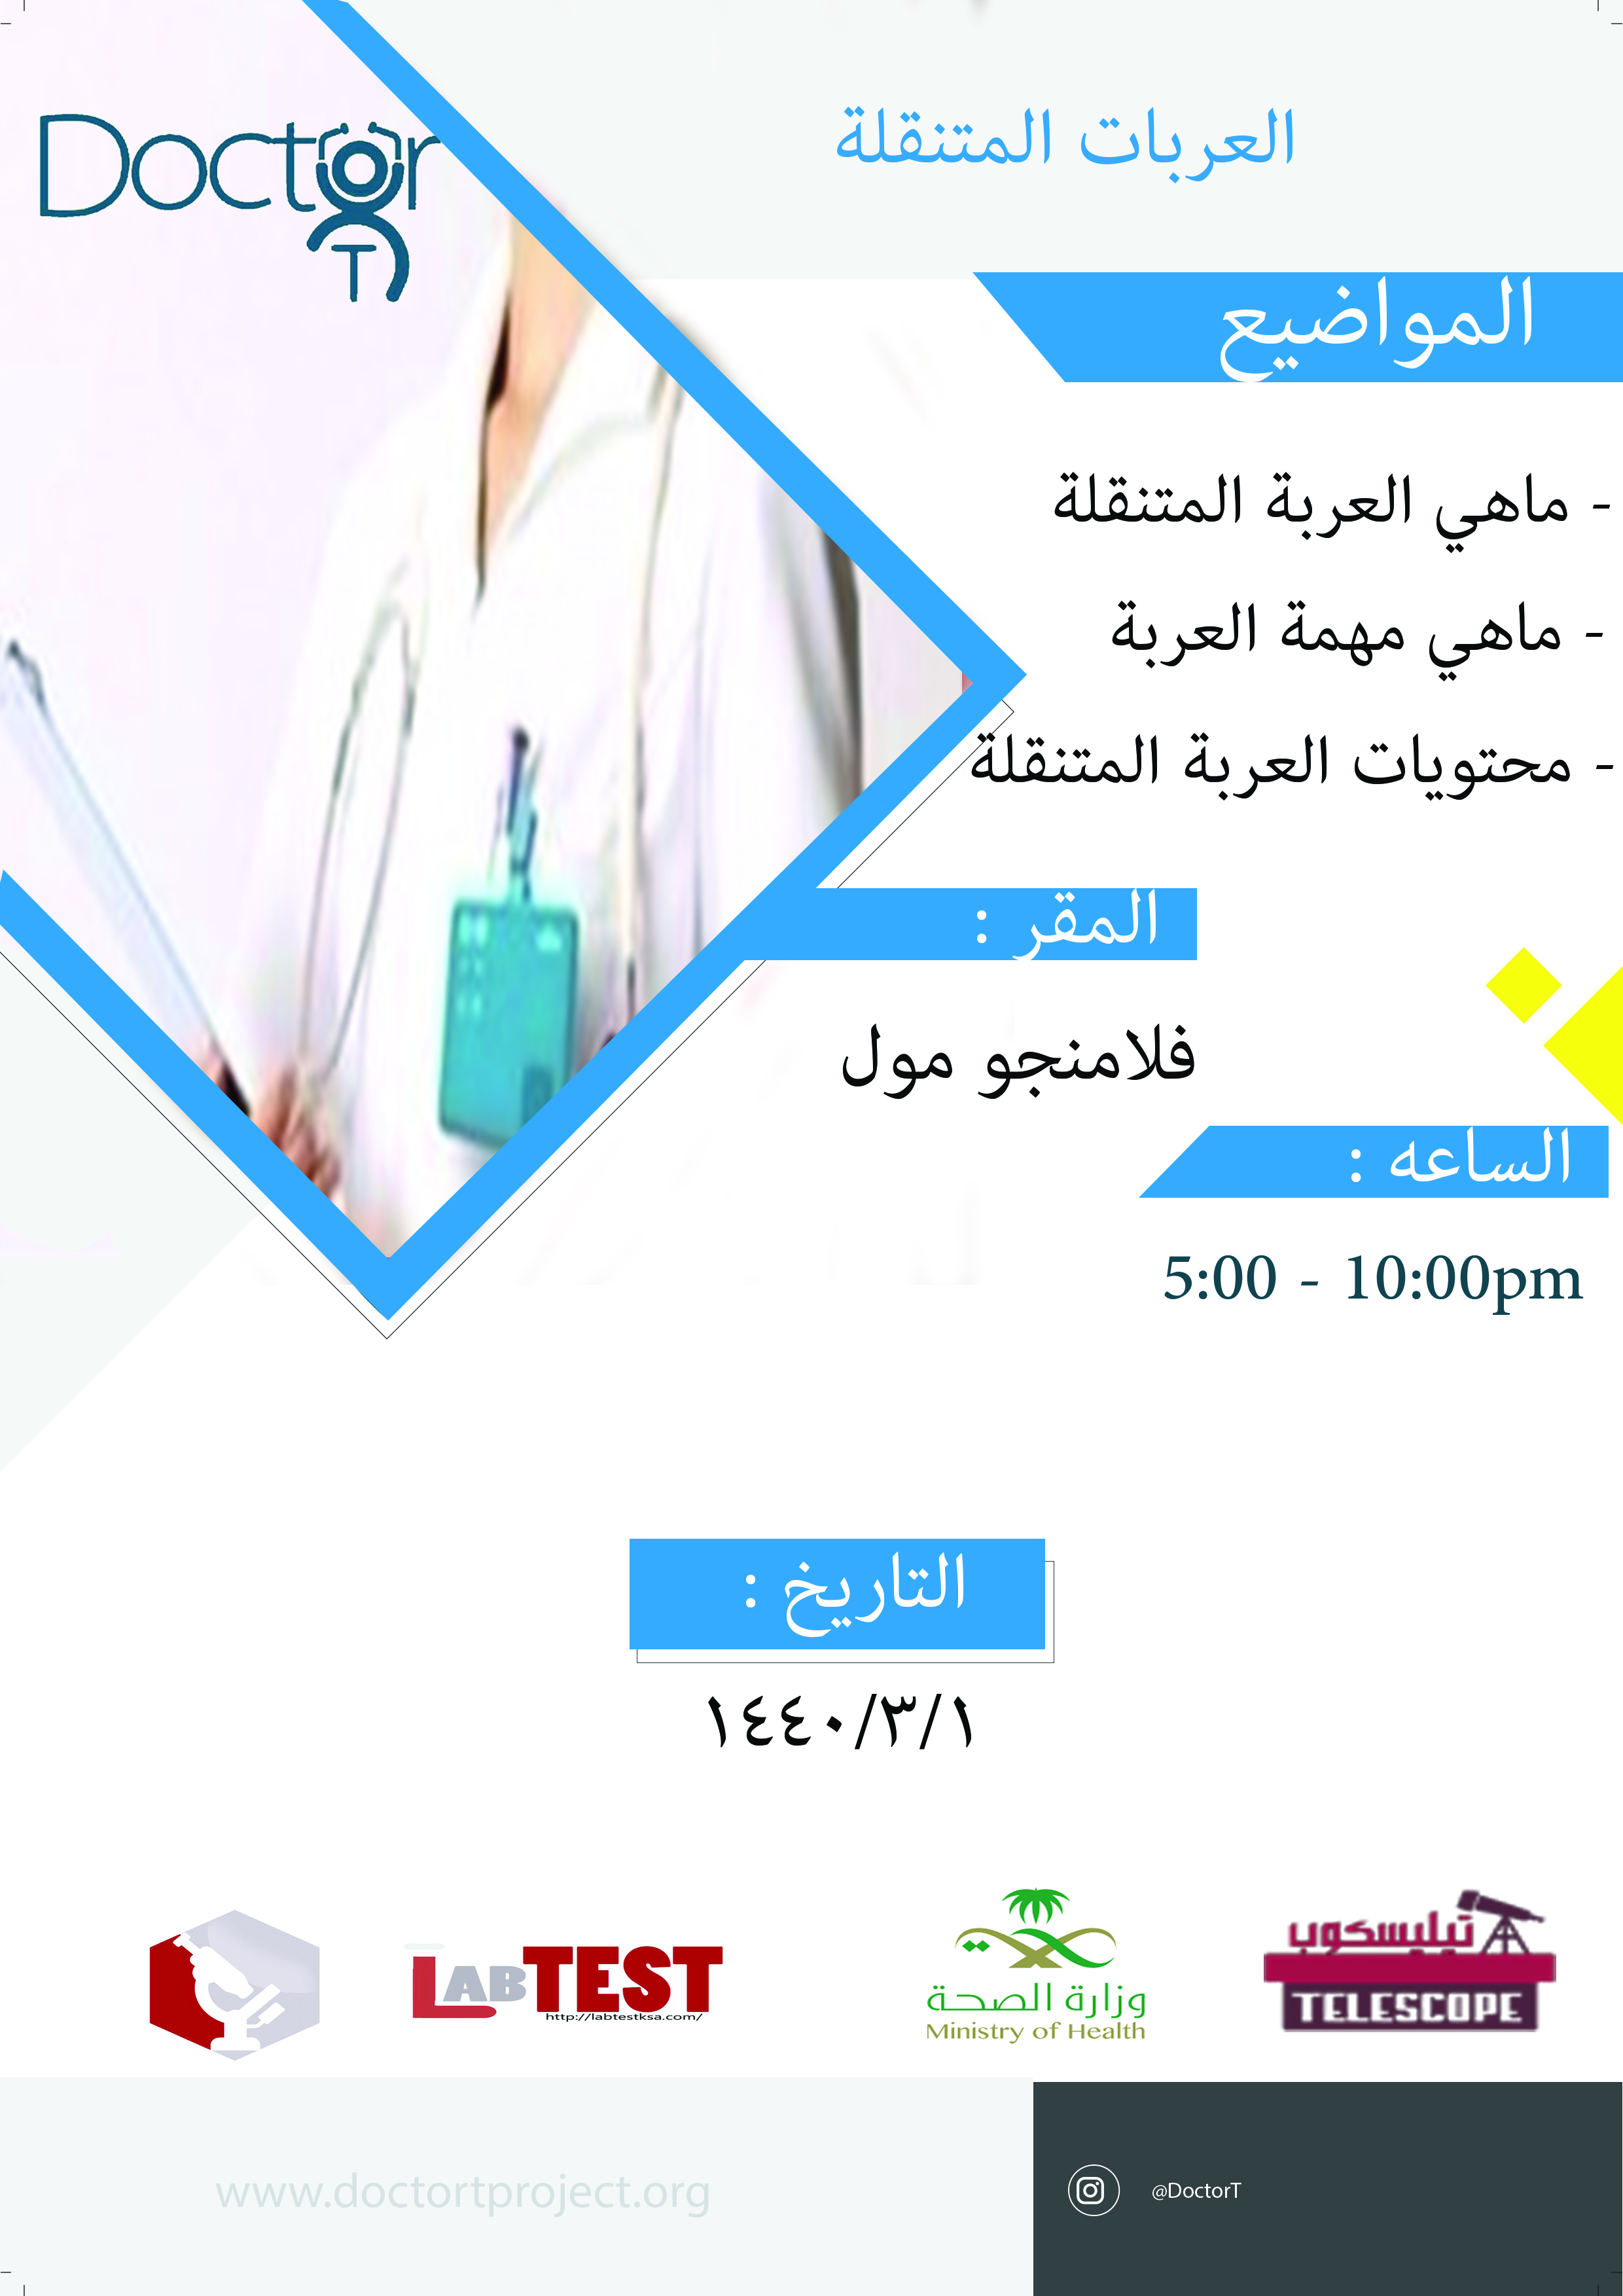 Doctor
T
العربات المتنقلة
المواضيع
- ماهي العربة المتنقلة
- ماهي مهمة العربة
- محتويات العربة المتنقلة
المقر :
فلامنجو مول
الساعه :
5:00 - 10:00pm
التاريخ :
١٤٤٠/٣/١
LABTEST
http://labtestksa.com/
وزارة الصحة
Ministry of Health
تيليسكوب
TELESCOPE
www.doctortproject.org
@DoctorT